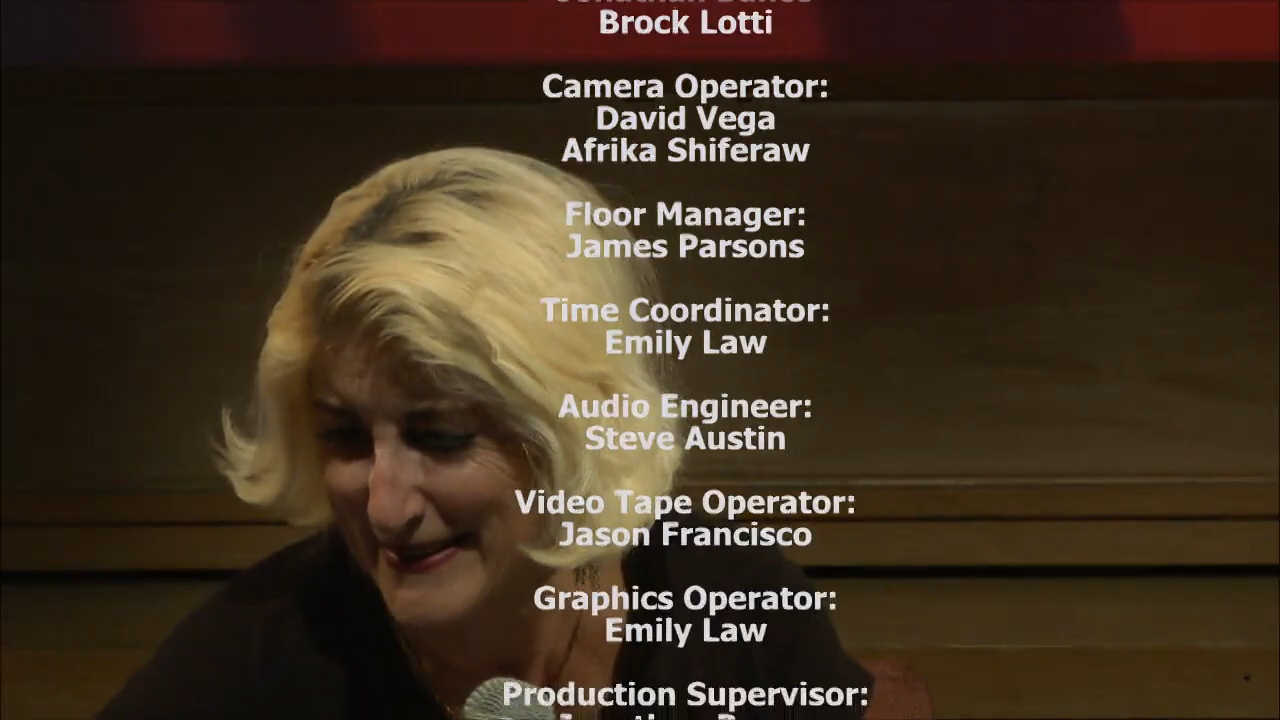 Brock Lotti
Camera Operator:
David Vega
Afrika Shiferaw
Floor Manager:
James Parsons
Time Coordinator:
Emily Law
Audio Engineer:
Steve Austin
Video Tape Operator:
Jason Francisco
Graphics Operator:
Emily Law
Production Supervisor: